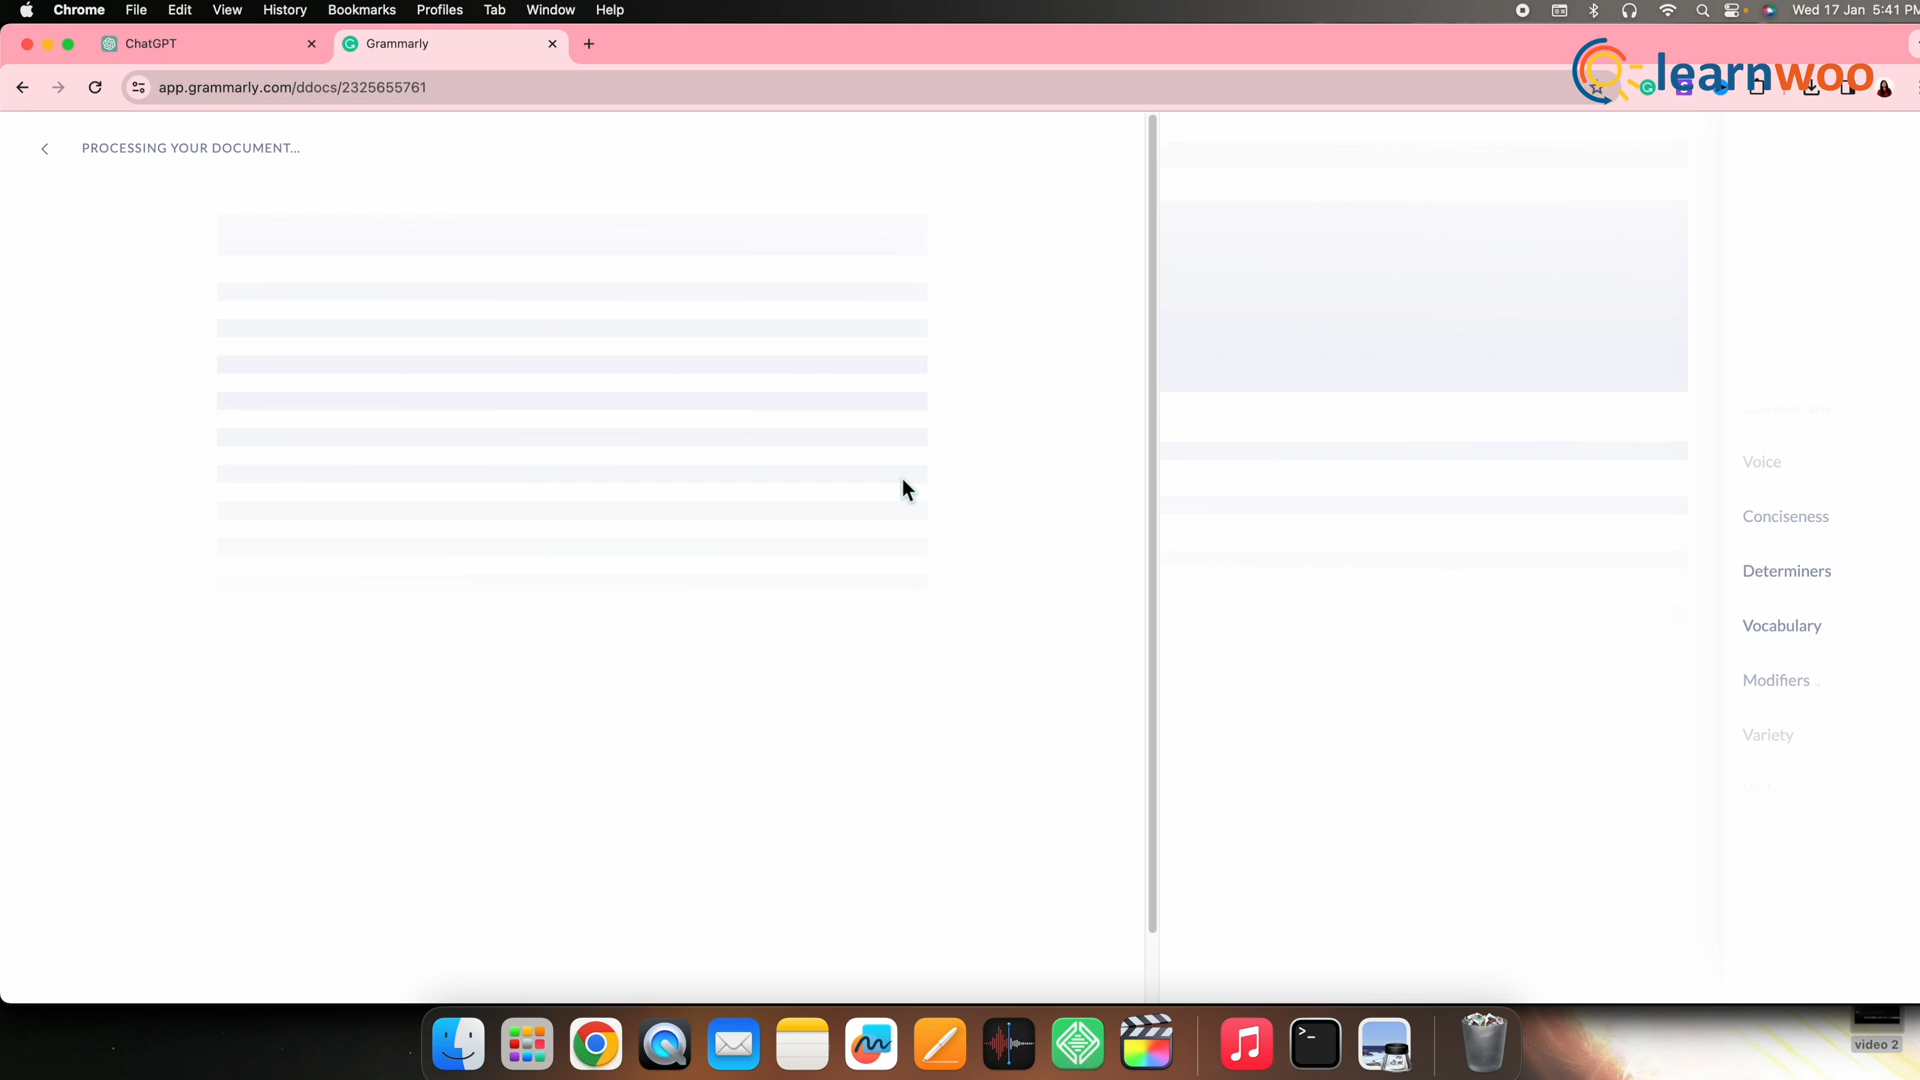 Chrome File Edit View History Bookmarks Profiles Tab Window Help Wed 17 Jan 5:41 PM
ChatGPT Grammarly
app.grammarly.com/ddocs/2325655761
learnwoo
PROCESSING YOUR DOCUMENT...
Conventions
Voice
Conciseness
Determiners
Vocabulary
Modifiers
Variety
video 2